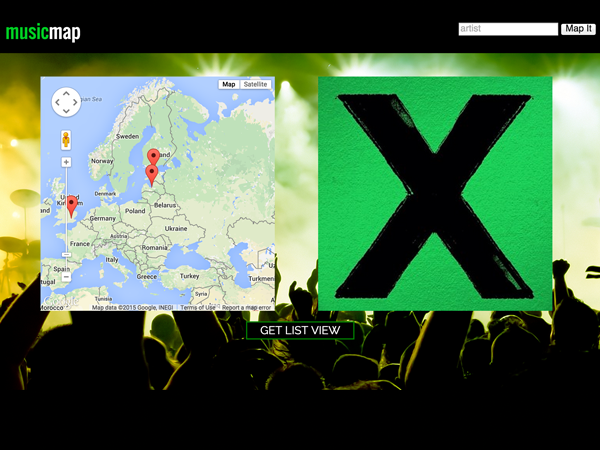 musicmap
artist
Map It
Map
Satellite
Sweden
Norway
land
United
Kingdom
Denmark
Belarus
Poland
Germany
Ukraine
Austria
France
Romania
Italy
Spain
Greece
Turkey
Portugal
Syria
Tunisia
Morocco
Map data ©2015 Google, INEGI
Terms of Use
Report a map error
X
GET LIST VIEW